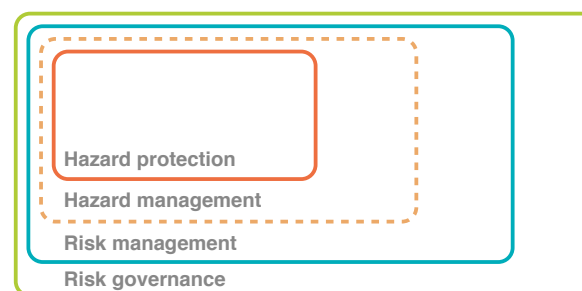 Hazard protection
Hazard management
Risk management
Risk governance